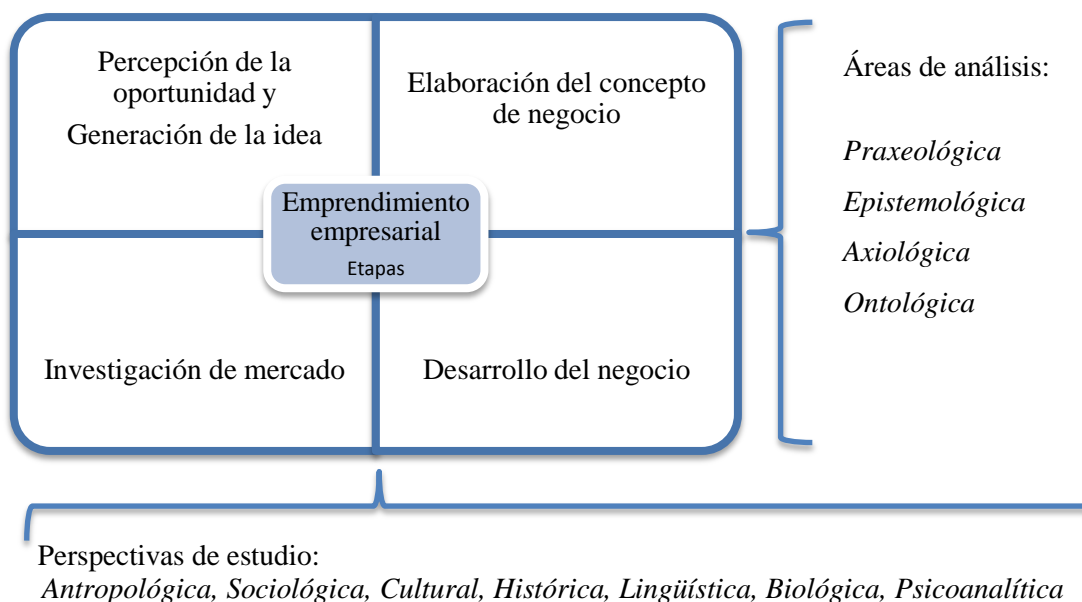 Percepción de la
oportunidad y
Generación de la idea
Elaboración del concepto
de negocio
Emprendimiento
empresarial
Etapas
Investigación de mercado
Desarrollo del negocio
Áreas de análisis:
Praxeológica
Epistemológica
Axiológica
Ontológica
Perspectivas de estudio:
Antropológica, Sociológica, Cultural, Histórica, Lingüística, Biológica, Psicoanalítica